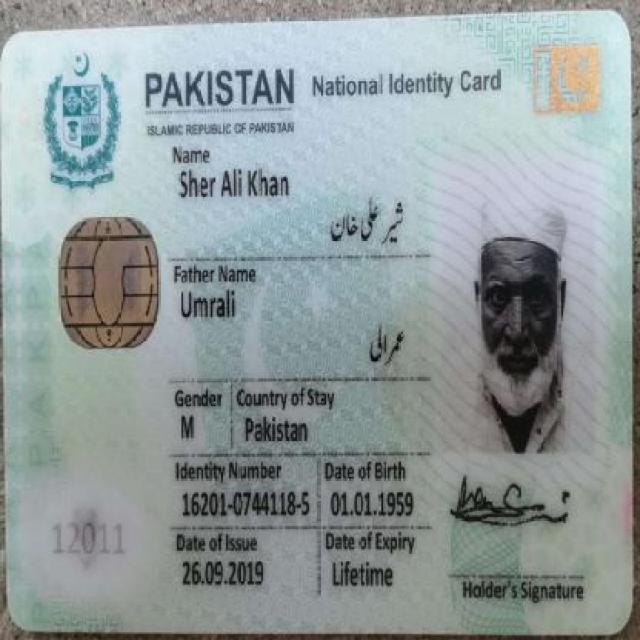 PAKISTAN National Identity Card
ISLAMIC REPUBLIC OF PAKISTAN
Name
Sher Ali Khan
شیر علی خان
Father Name
Umrali
عمرالی
Gender Country of Stay
M Pakistan
Identity Number Date of Birth
16201-0744118-5 01.01.1959
Date of Issue Date of Expiry
26.09.2019 Lifetime
12011
Holder's Signature